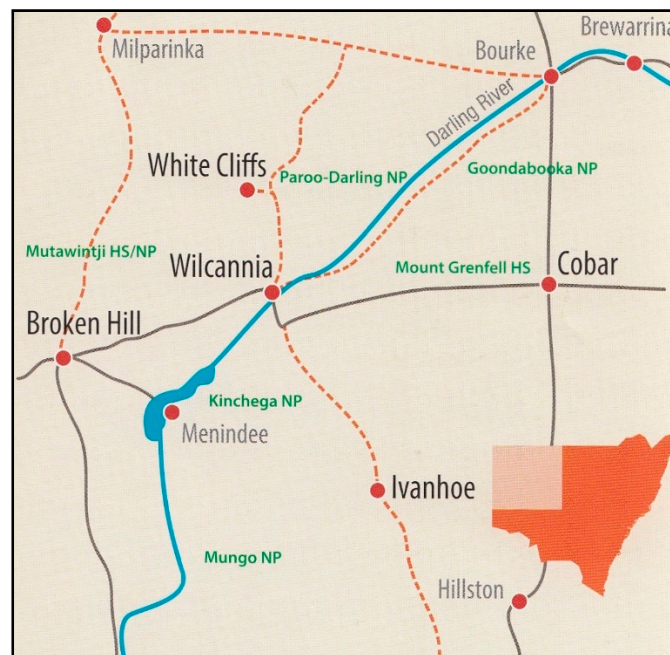 Brewarrina
Milparinka
Bourke
Darling River
White Cliffs
Paroo-Darling NP
Goondabooka NP
Mutawintji HS/NP
Wilcannia
Mount Grenfell HS
Cobar
Broken Hill
Kinchega NP
Menindee
Ivanhoe
Mungo NP
Hillston